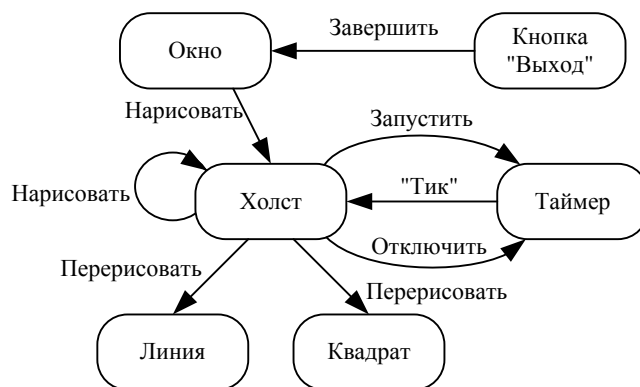 Завершить
Окно
Кнопка
"Выход"
Нарисовать
Запустить
Нарисовать
Холст
"Тик"
Таймер
Отключить
Перерисовать
Перерисовать
Линия
Квадрат